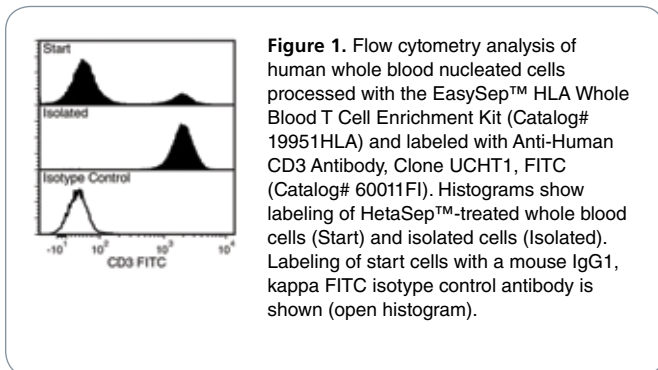 Start
Isolated
Isotype Control
-10¹ 10² 10³ 10⁴
CD3 FITC
Figure 1. Flow cytometry analysis of
human whole blood nucleated cells
processed with the EasySep™ HLA Whole
Blood T Cell Enrichment Kit (Catalog#
19951HLA) and labeled with Anti-Human
CD3 Antibody, Clone UCHT1, FITC
(Catalog# 60011FI). Histograms show
labeling of HetaSep™-treated whole blood
cells (Start) and isolated cells (Isolated).
Labeling of start cells with a mouse IgG1,
kappa FITC isotype control antibody is
shown (open histogram).